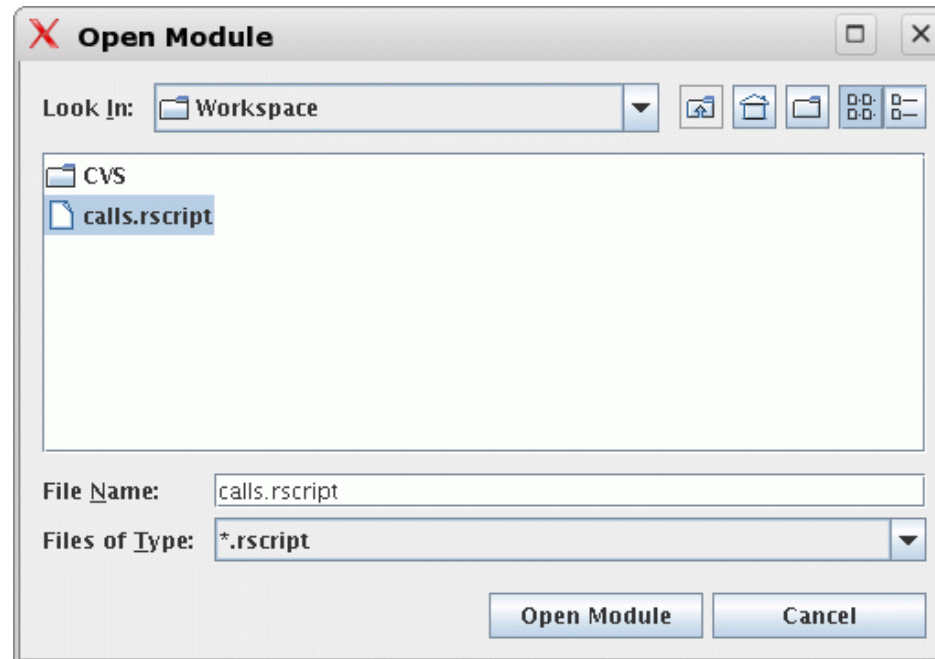 Open Module
Look In: Workspace
CVS
calls.rscript
File Name: calls.rscript
Files of Type: *.rscript
Open Module Cancel